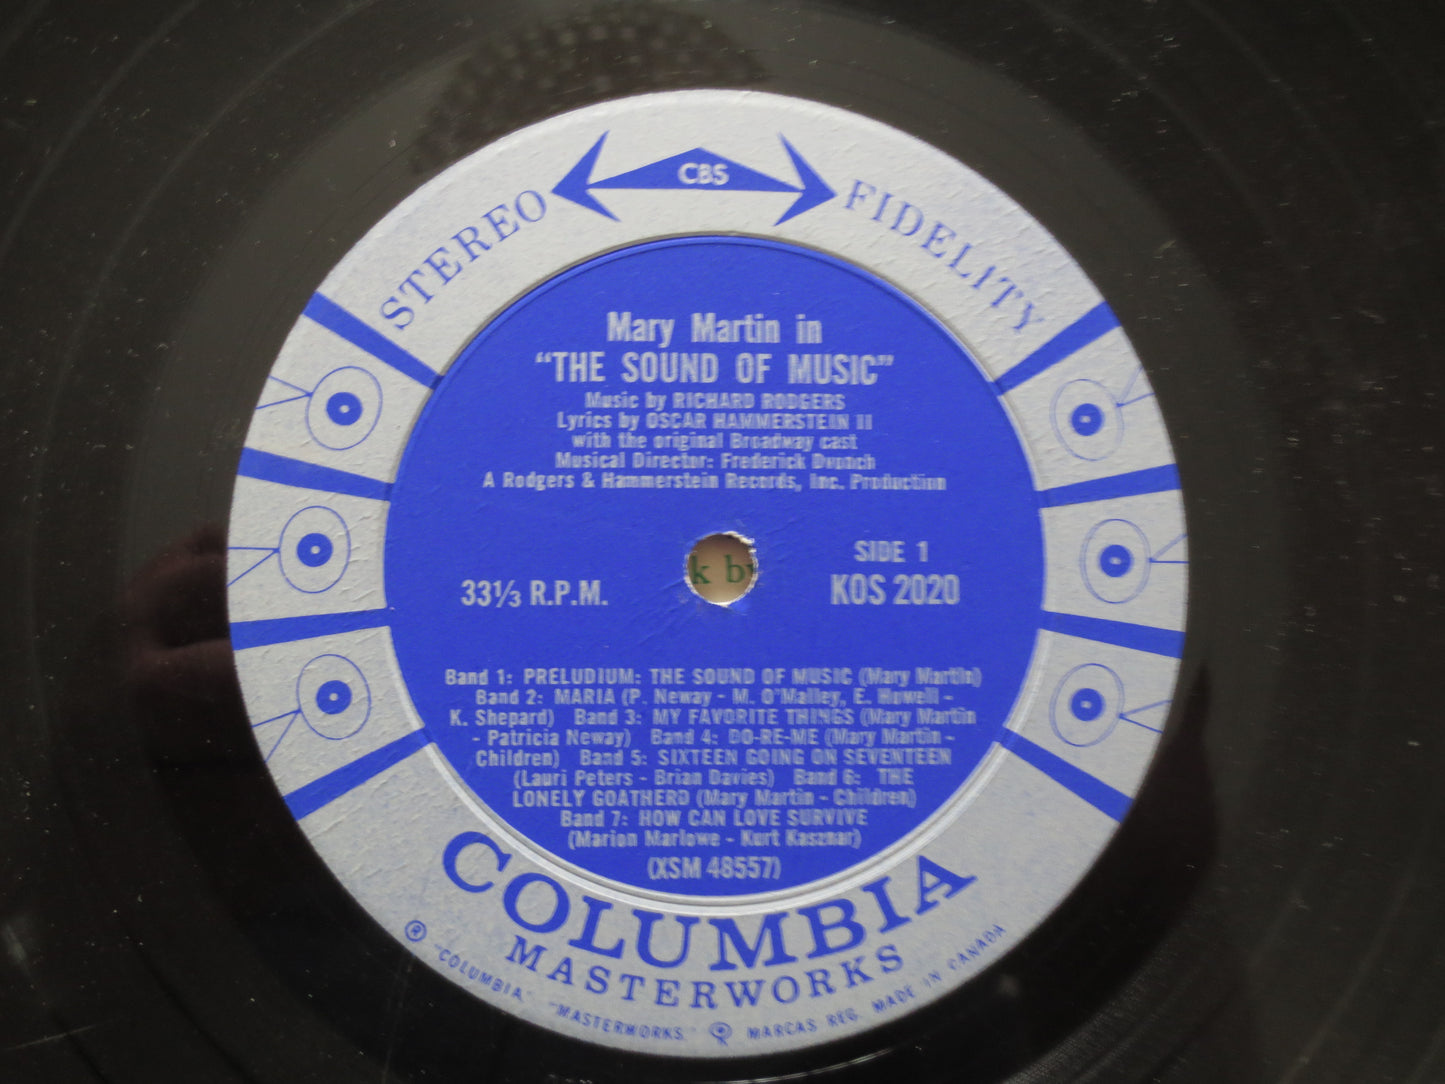 CBS
STEREO FIDELITY
Mary Martin in
“THE SOUND OF MUSIC”
Music by RICHARD RODGERS
Lyrics by OSCAR HAMMERSTEIN II
with the original Broadway cast
Musical Director: Frederick Dvonch
A Rodgers & Hammerstein Records, Inc. Production
SIDE 1
33⅓ R.P.M.
KOS 2020
k by
Band 1: PRELUDIUM: THE SOUND OF MUSIC (Mary Martin)
Band 2: MARIA (P. Neway - M. O'Malley, E. Howell -
K. Shepard) Band 3: MY FAVORITE THINGS (Mary Martin
- Patricia Neway) Band 4: DO-RE-ME (Mary Martin -
Children) Band 5: SIXTEEN GOING ON SEVENTEEN
(Lauri Peters - Brian Davies) Band 6: THE
LONELY GOATHERD (Mary Martin - Children)
Band 7: HOW CAN LOVE SURVIVE
(Marion Marlowe - Kurt Kasznar)
(XSM 48557)
COLUMBIA
MASTERWORKS
® "COLUMBIA" "MASTERWORKS" MARCAS REG. MADE IN CANADA